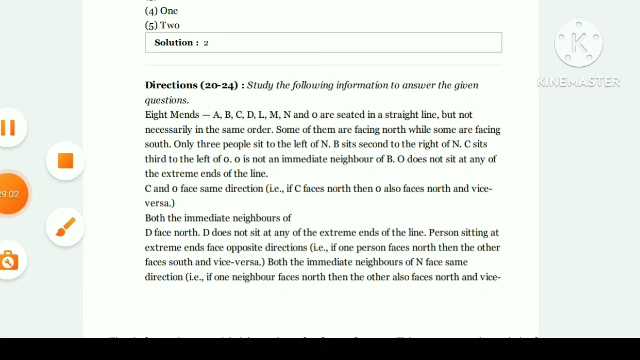 (4) One
(5) Two
Solution : 2
Directions (20-24) : Study the following information to answer the given
questions.
Eight Mends — A, B, C, D, L, M, N and 0 are seated in a straight line, but not
necessarily in the same order. Some of them are facing north while some are facing
south. Only three people sit to the left of N. B sits second to the right of N. C sits
third to the left of 0. 0 is not an immediate neighbour of B. O does not sit at any of
the extreme ends of the line.
C and 0 face same direction (i.e., if C faces north then 0 also faces north and vice-
versa.)
Both the immediate neighbours of
D face north. D does not sit at any of the extreme ends of the line. Person sitting at
extreme ends face opposite directions (i.e., if one person faces north then the other
faces south and vice-versa.) Both the immediate neighbours of N face same
direction (i.e., if one neighbour faces north then the other also faces north and vice-
29:02
K
KINEMASTER